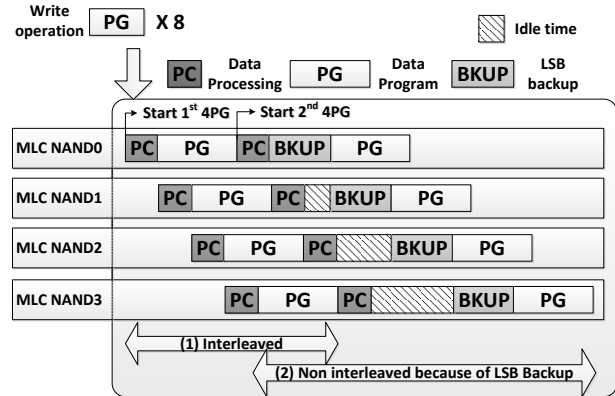 Write operation PG X 8
Idle time
PC Data Processing PG Data Program BKUP LSB backup
Start 1st 4PG Start 2nd 4PG
MLC NAND0 PC PG PC BKUP PG
MLC NAND1 PC PG PC BKUP PG
MLC NAND2 PC PG PC BKUP PG
MLC NAND3 PC PG PC BKUP PG
(1) Interleaved
(2) Non interleaved because of LSB Backup